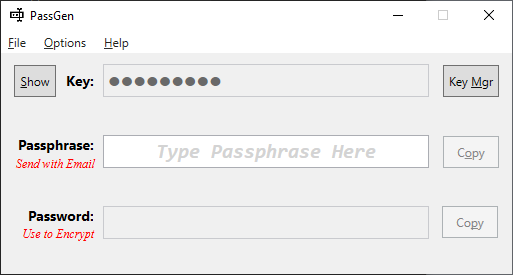 PassGen
File Options Help
Show Key: ●●●●●●●●● Key Mgr
Passphrase: Type Passphrase Here Copy
Send with Email
Password: Copy
Use to Encrypt